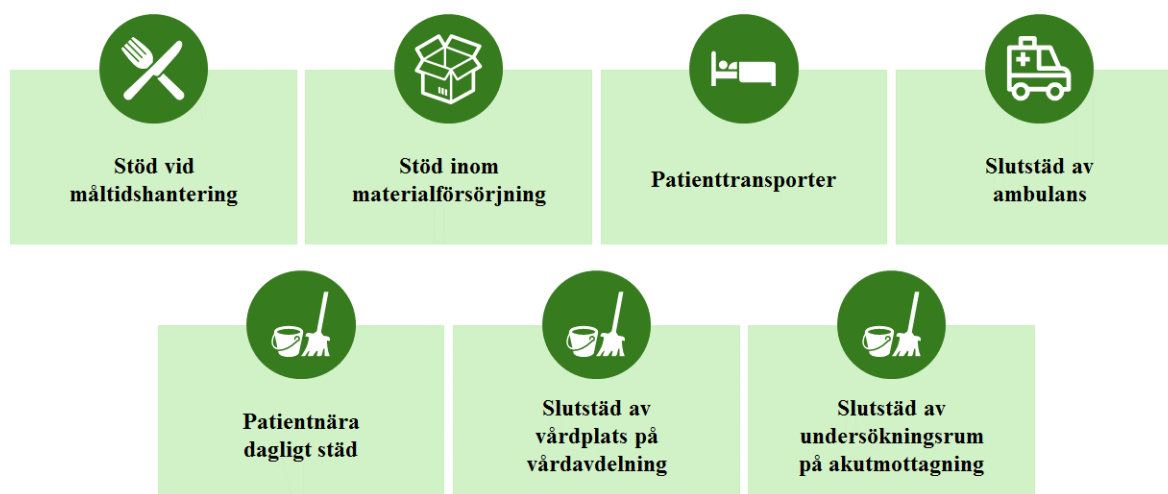 Stöd vid
måltidshantering
Stöd inom
materialförsörjning
Patienttransporter
Slutstäd av
ambulans
Patientnära
dagligt städ
Slutstäd av
vårdplats på
vårdavdelning
Slutstäd av
undersökningsrum
på akutmottagning